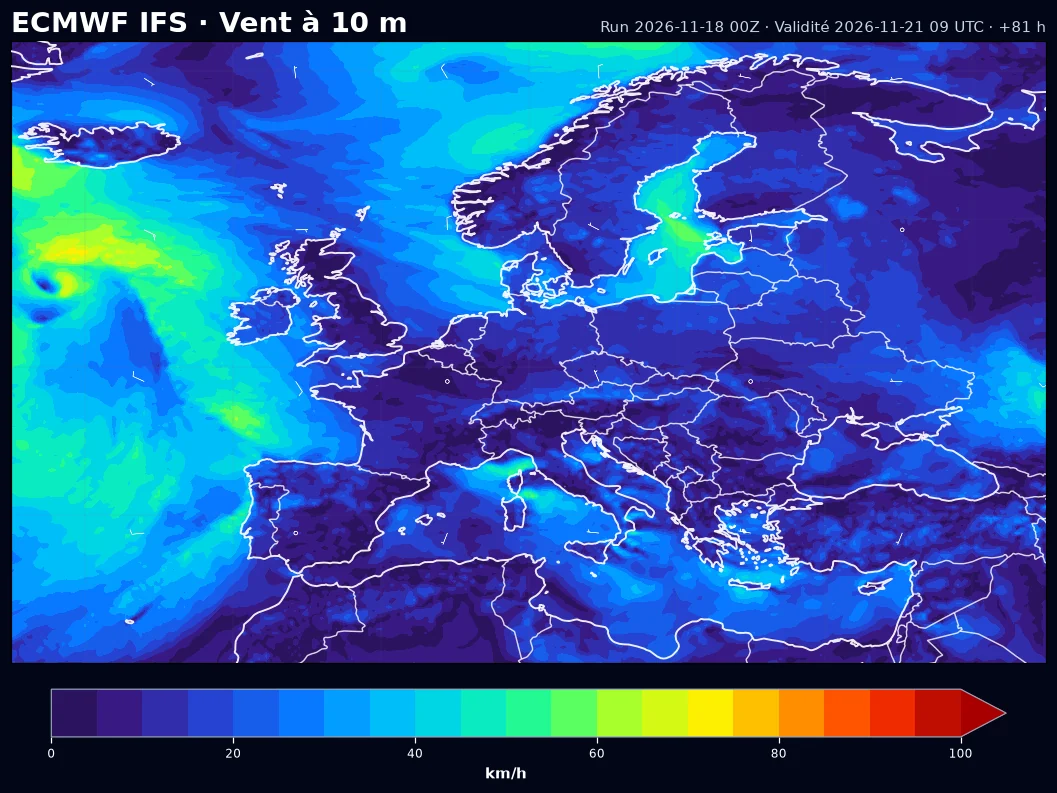 ECMWF IFS · Vent à 10 m
Run 2026-11-18 00Z · Validité 2026-11-21 09 UTC · +81 h
0 20 40 60 80 100
km/h